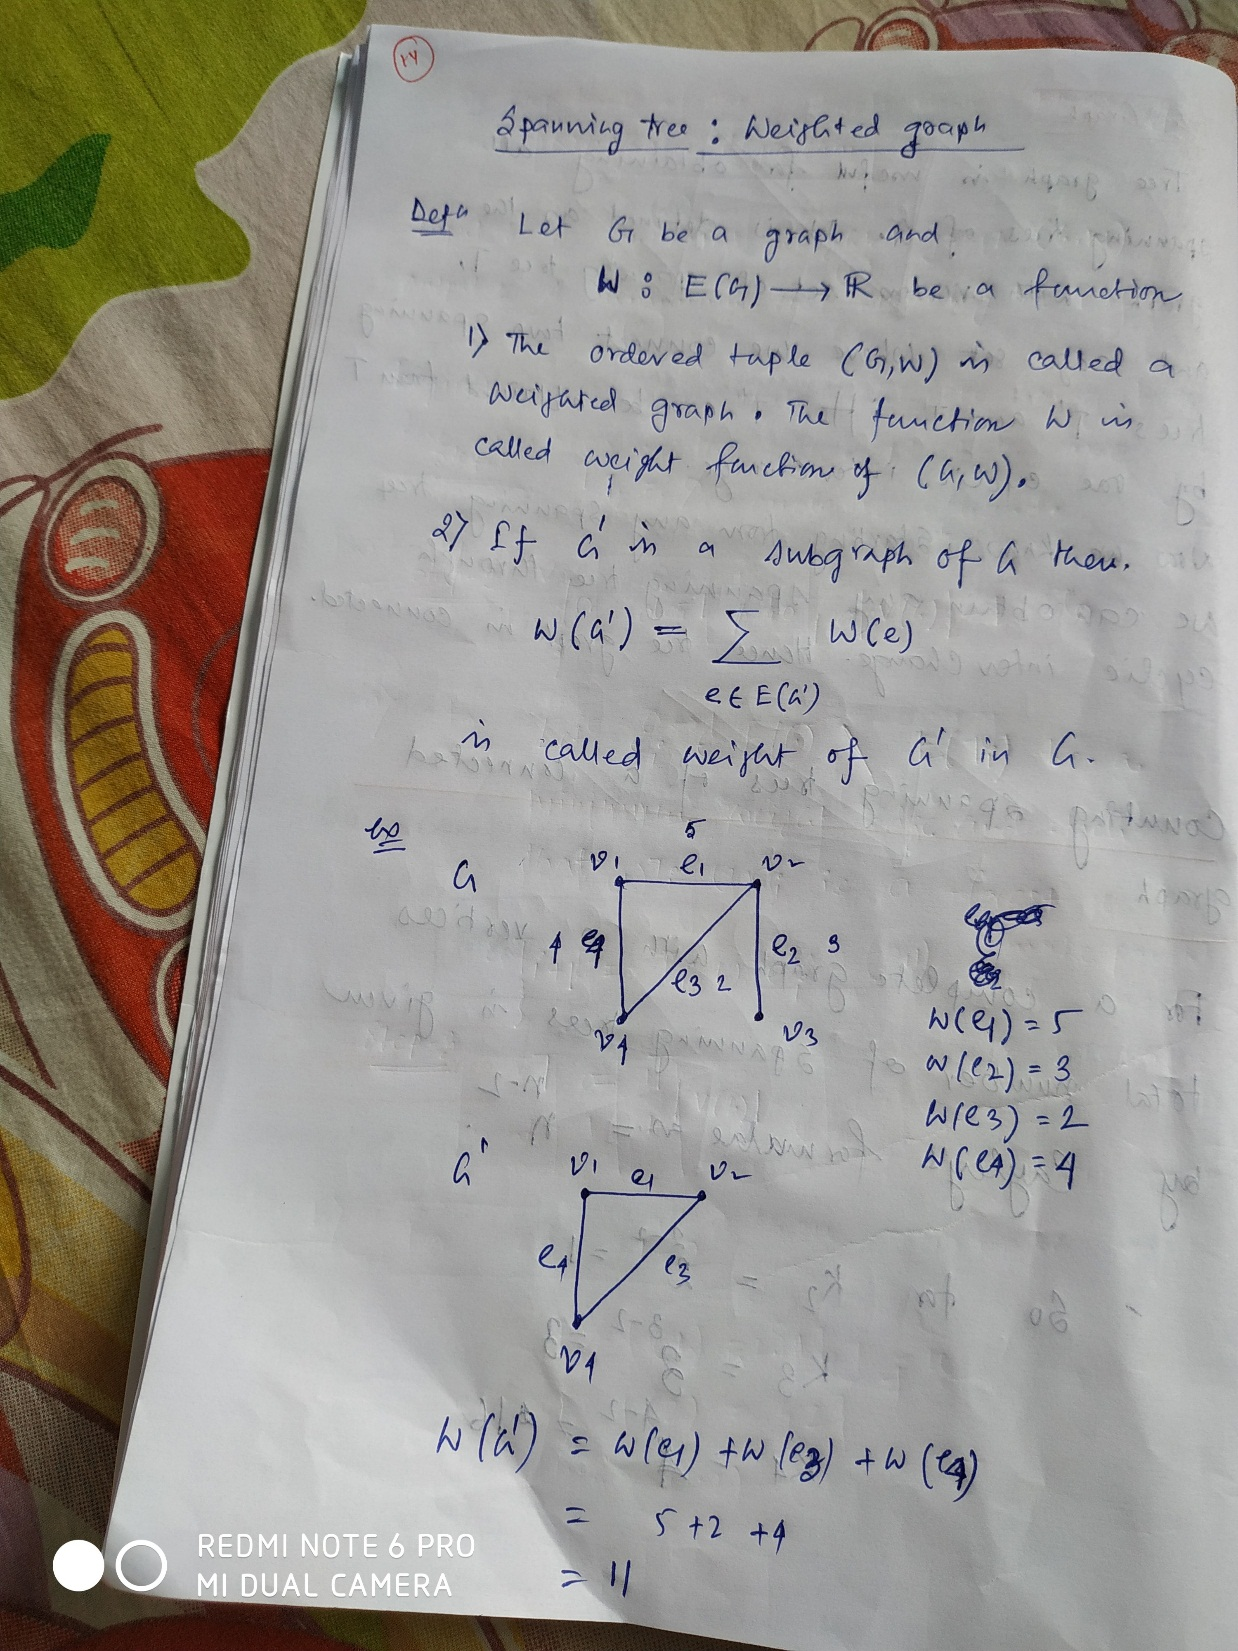 14
Spanning tree : Weighted graph
Defn Let G be a graph and
W : E(G) → ℝ be a function
1) The ordered tuple (G,W) is called a
weighted graph. The function W is
called weight function of (G,W).
2) If G' is a subgraph of G then.
W(G') = ∑ W(e)
e ∈ E(G')
is called weight of G' in G.
ex
5
G v1 e1 v2
4 e4 e3 2 e2 3
v4 v3
W(e1) = 5
W(e2) = 3
W(e3) = 2
W(e4) = 4
G' v1 e1 v2
e4 e3
v4
W(G') = W(e1) + W(e3) + W(e4)
= 5 + 2 + 4
= 11
REDMI NOTE 6 PRO
MI DUAL CAMERA